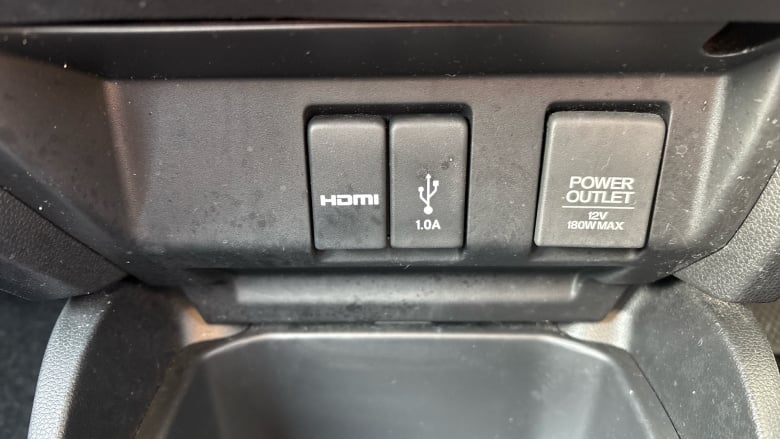 HDMI
1.0A
POWER
OUTLET
12V
180W MAX